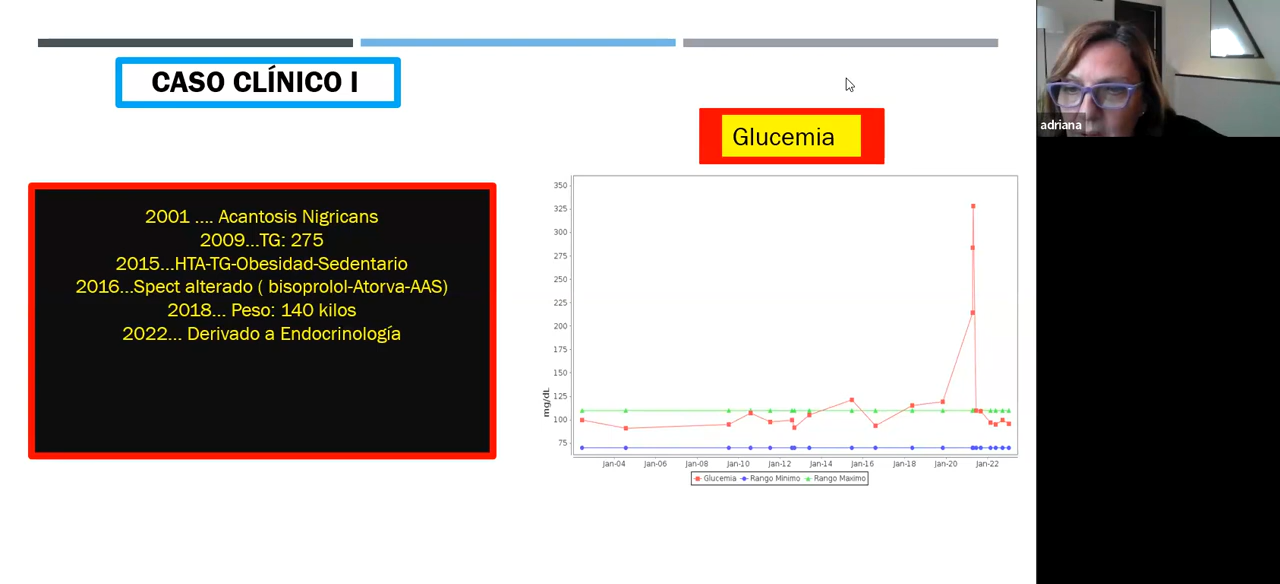 CASO CLÍNICO I
Glucemia
adriana
2001 .... Acantosis Nigricans
2009...TG: 275
2015...HTA-TG-Obesidad-Sedentario
2016...Spect alterado ( bisoprolol-Atorva-AAS)
2018... Peso: 140 kilos
2022... Derivado a Endocrinología
350
325
300
275
250
225
200
175
150
125
100
75
mg/dL
Jan-04 Jan-06 Jan-08 Jan-10 Jan-12 Jan-14 Jan-16 Jan-18 Jan-20 Jan-22
Glucemia Rango Mínimo Rango Maximo